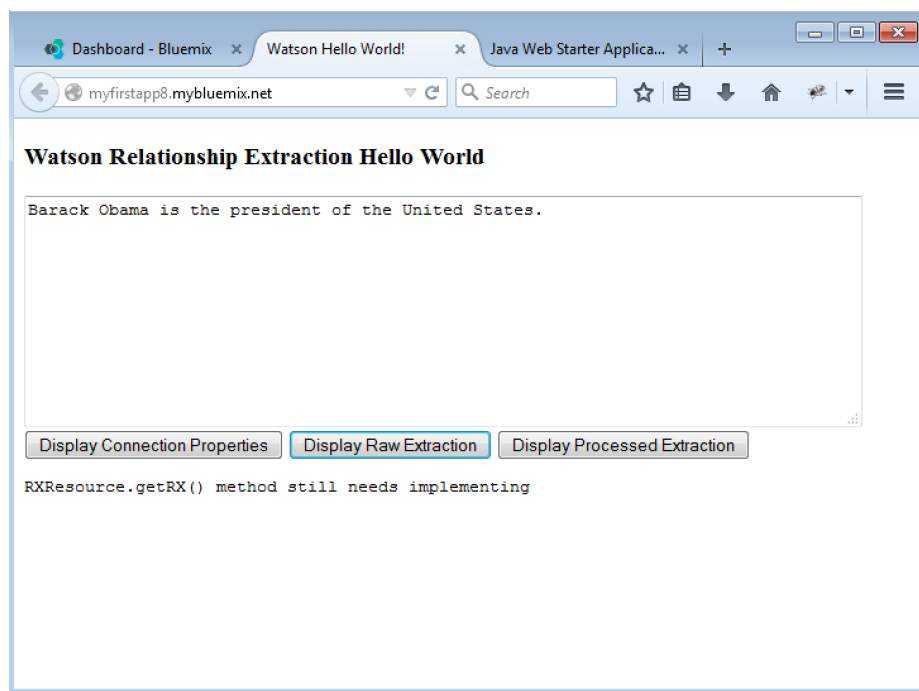 Dashboard - Bluemix
Watson Hello World!
Java Web Starter Applica...
myfirstapp8.mybluemix.net
Search
Watson Relationship Extraction Hello World
Barack Obama is the president of the United States.
Display Connection Properties
Display Raw Extraction
Display Processed Extraction
RXResource.getRX() method still needs implementing